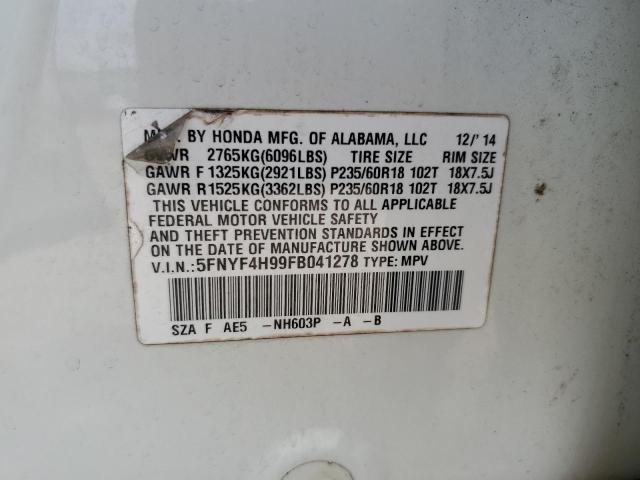 BY HONDA MFG. OF ALABAMA, LLC 12/'14
GAWR 2765KG(6096LBS) TIRE SIZE RIM SIZE
GAWR F 1325KG(2921LBS) P235/60R18 102T 18X7.5J
GAWR R 1525KG(3362LBS) P235/60R18 102T 18X7.5J
THIS VEHICLE CONFORMS TO ALL APPLICABLE
FEDERAL MOTOR VEHICLE SAFETY
AND THEFT PREVENTION STANDARDS IN EFFECT
ON THE DATE OF MANUFACTURE SHOWN ABOVE.
V.I.N.: 5FNYF4H99FB041278 TYPE: MPV
SZA F AE5 -NH603P -A -B